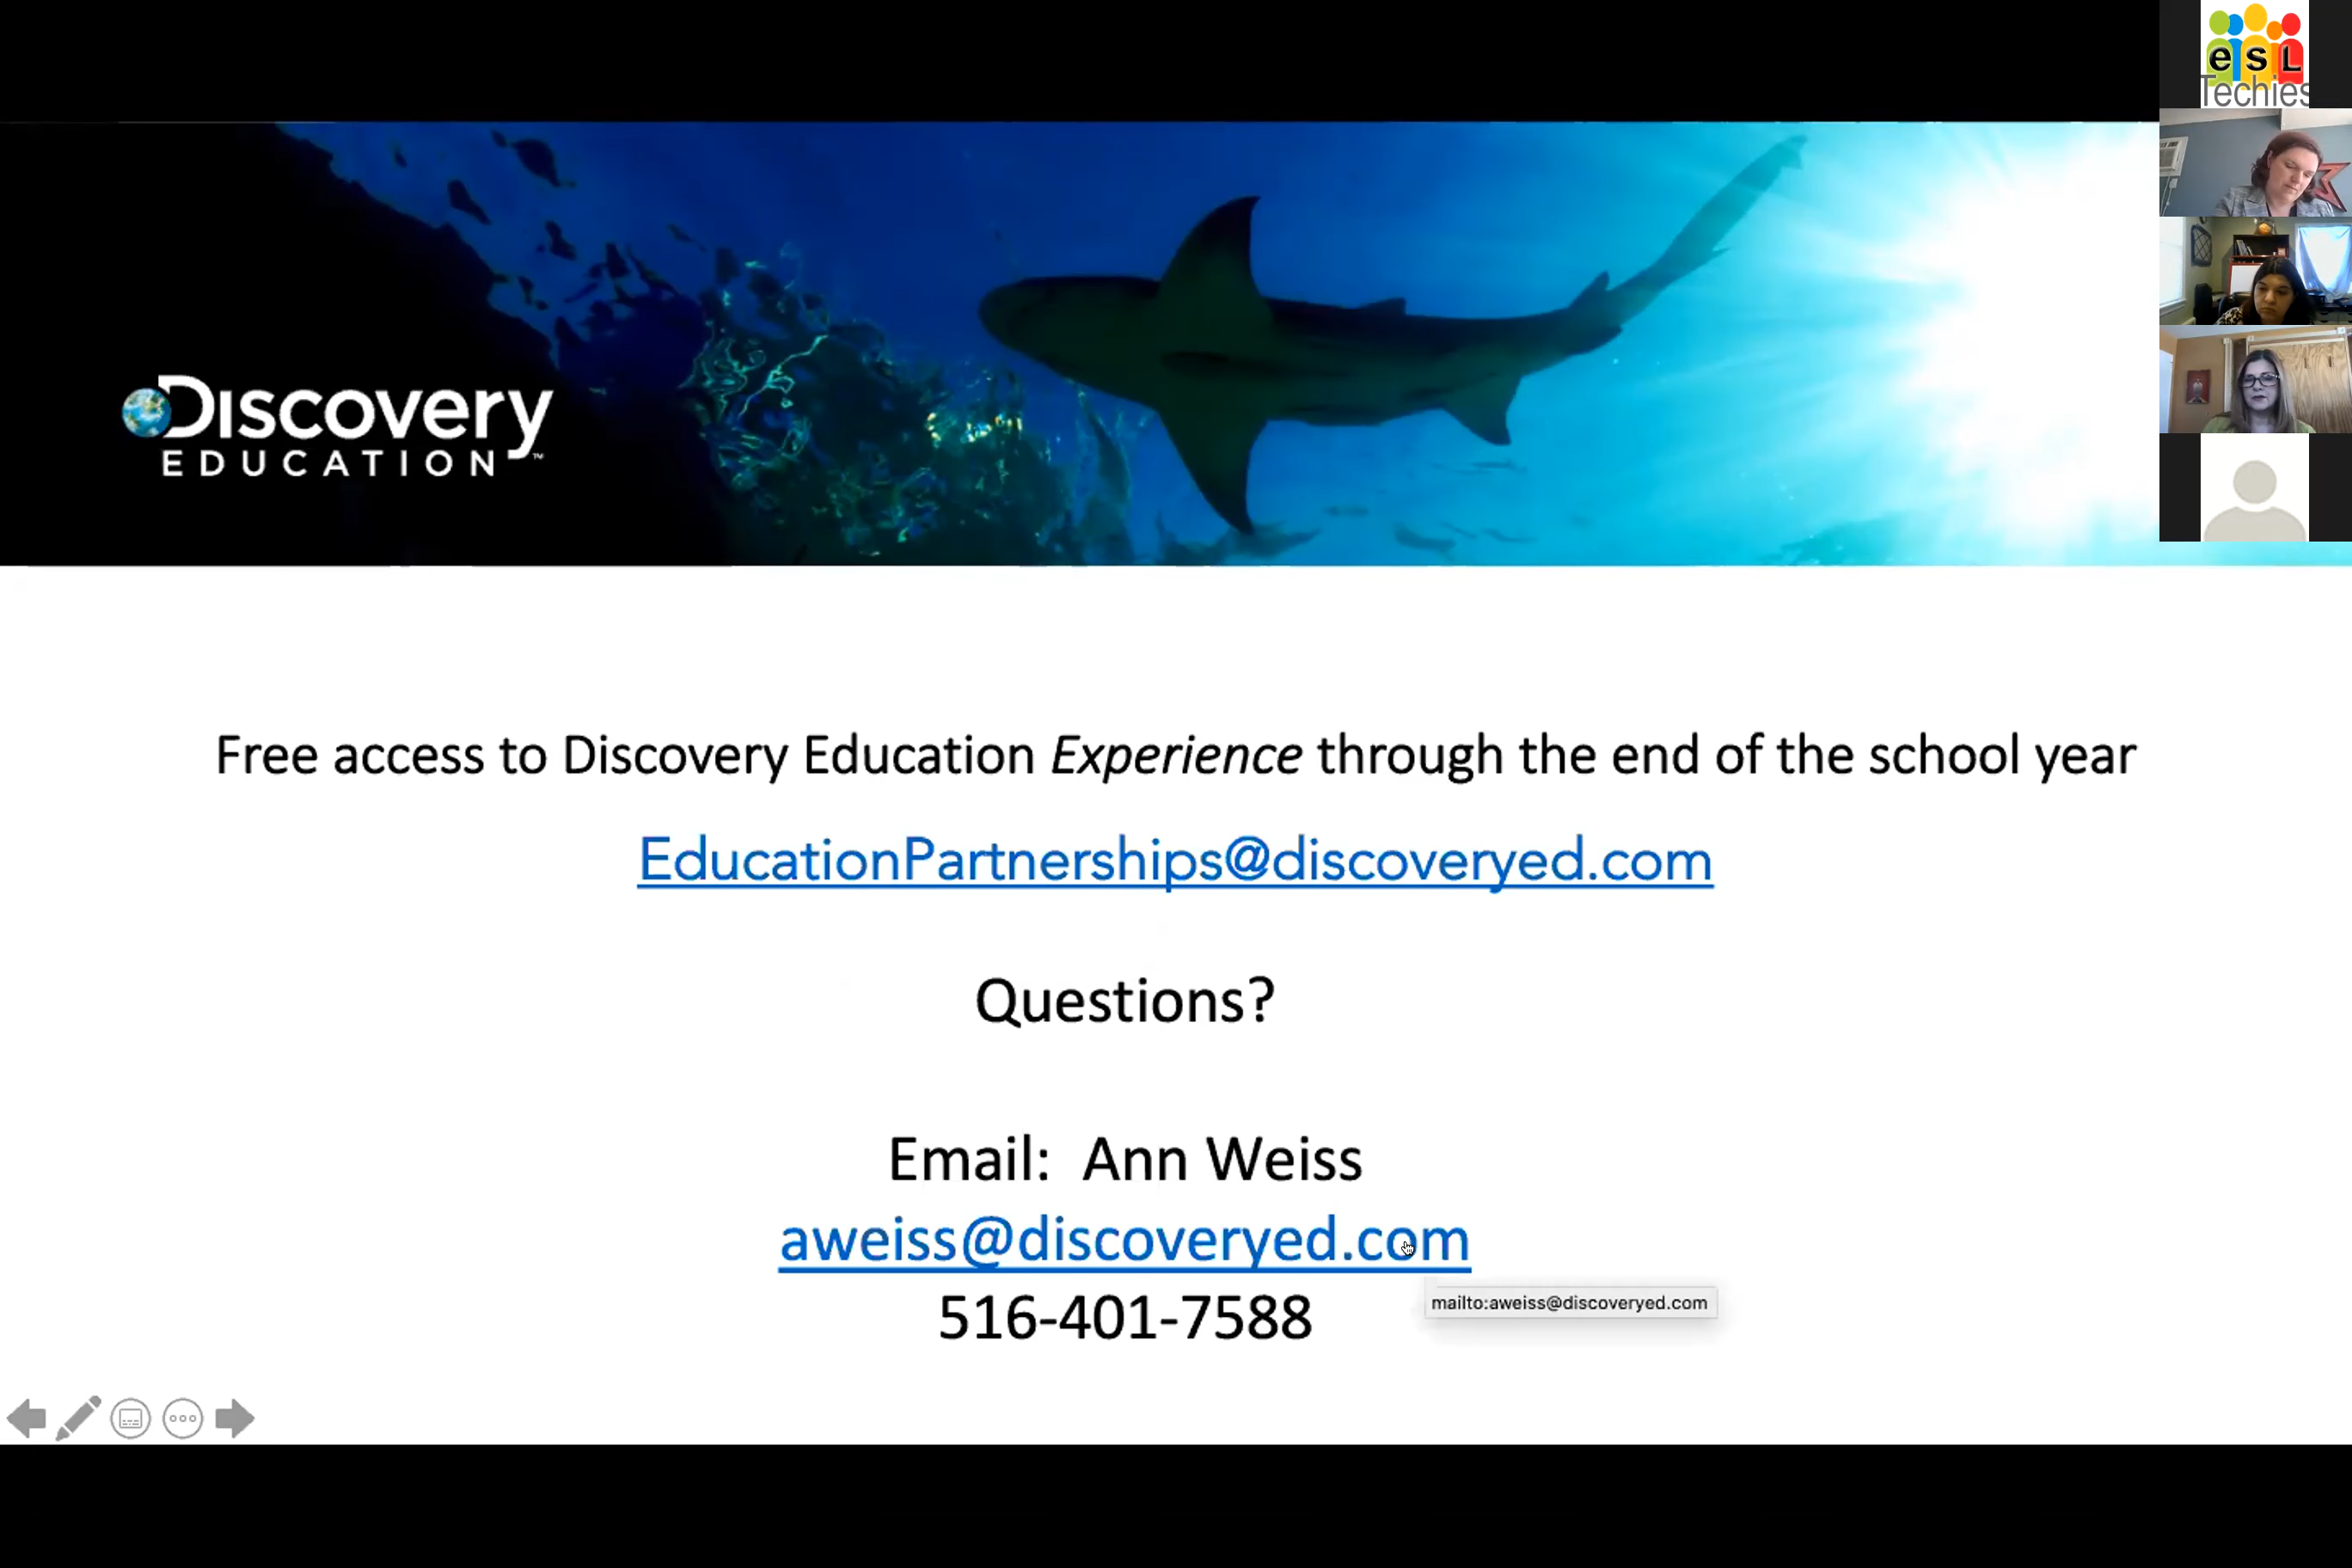 eSL
Techies
Discovery
EDUCATION™
Free access to Discovery Education Experience through the end of the school year
EducationPartnerships@discoveryed.com
Questions?
Email: Ann Weiss
aweiss@discoveryed.com
516-401-7588
mailto:aweiss@discoveryed.com